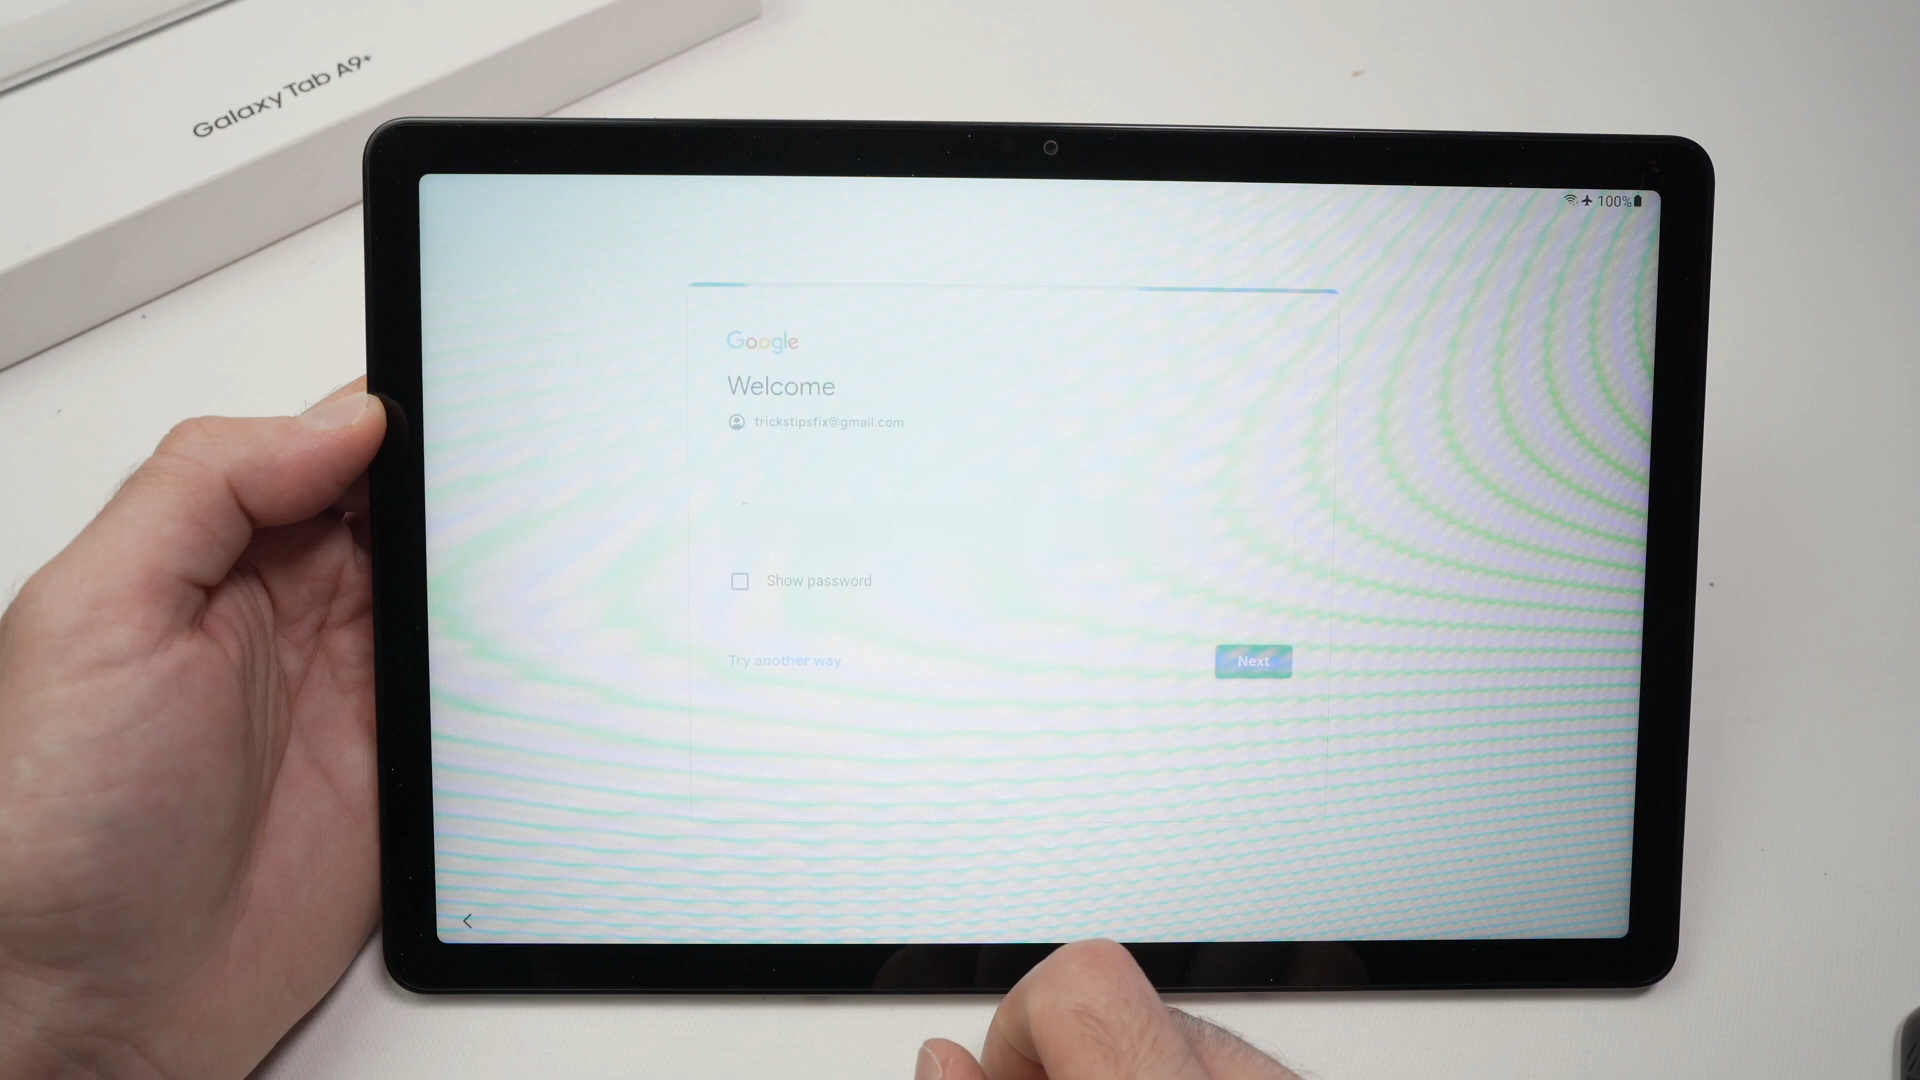 Galaxy Tab A9+
100%
Google
Welcome
trickstipsfix@gmail.com
Show password
Try another way
Next